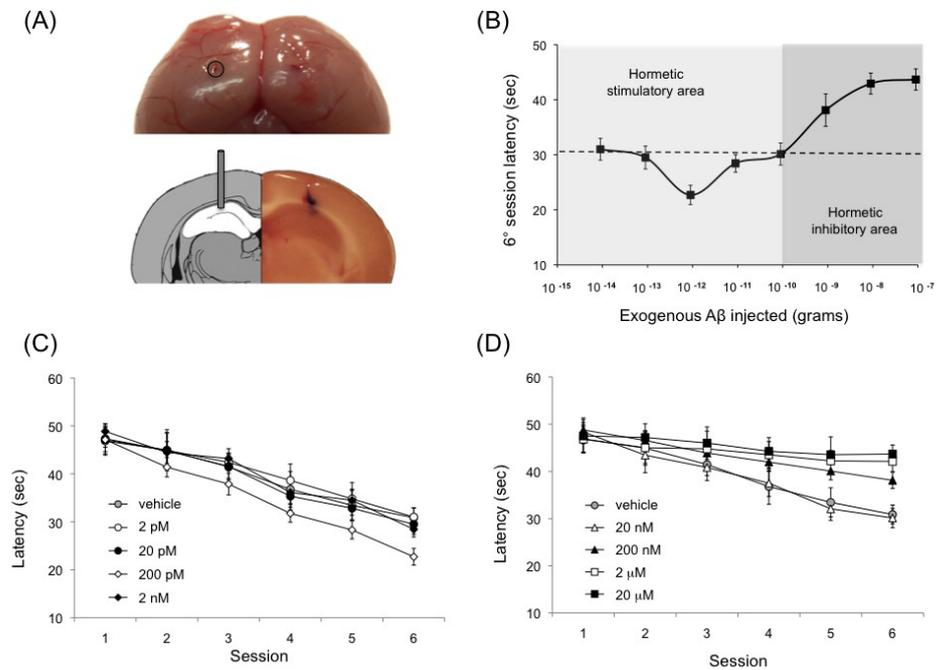 (A)
(B)
50
40
30
20
10
6° session latency (sec)
Hormetic
stimulatory area
Hormetic
inhibitory area
10 -15
10 -14
10 -13
10 -12
10 -11
10 -10
10 -9
10 -8
10 -7
Exogenous Aβ injected (grams)
(C)
60
50
40
30
20
10
Latency (sec)
vehicle
2 pM
20 pM
200 pM
2 nM
1 2 3 4 5 6
Session
(D)
60
50
40
30
20
10
Latency (sec)
vehicle
20 nM
200 nM
2 μM
20 μM
1 2 3 4 5 6
Session